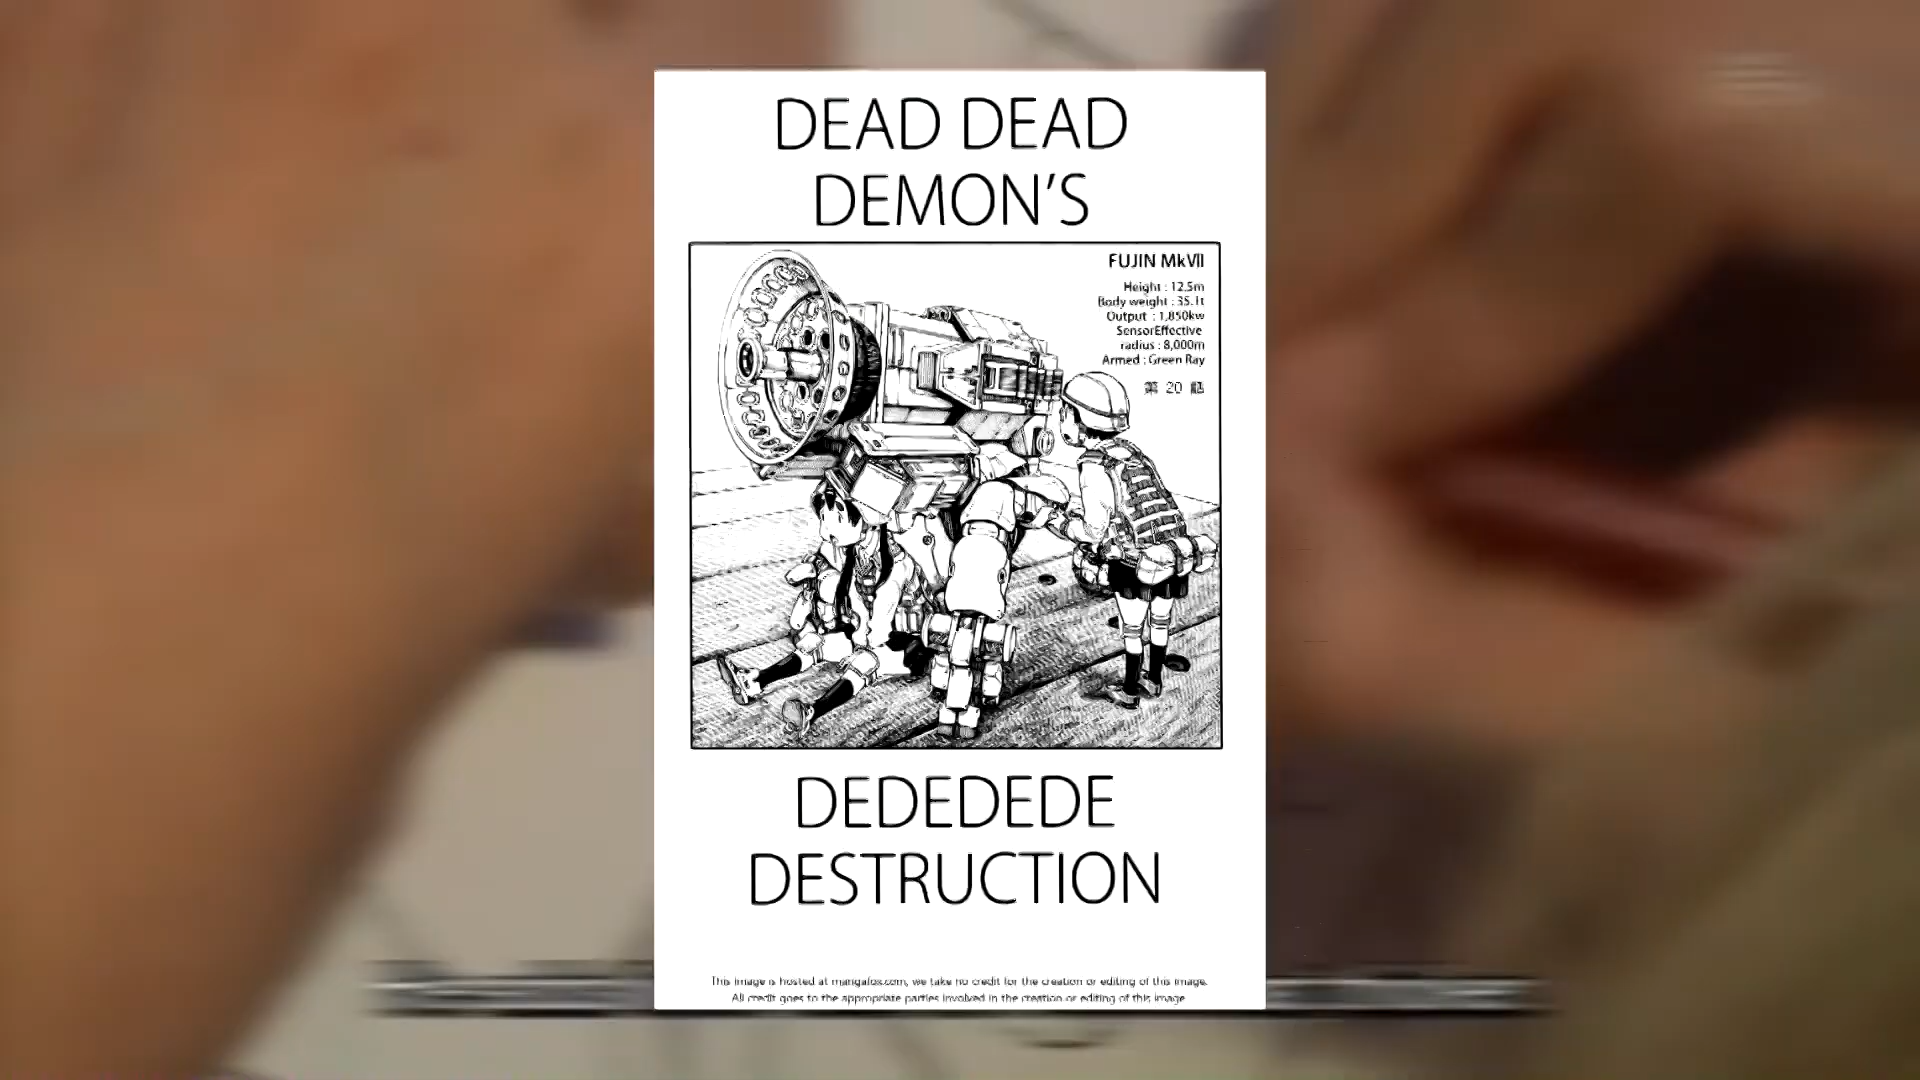 DEAD DEAD
DEMON'S
FUJIN MkVII
Height : 12.5m
Body weight : 35.1t
Output : 1,850kw
SensorEffective
radius : 8,000m
Armed : Green Ray
第 20 話
DEDEDEDE
DESTRUCTION
This image is hosted at mangafox.com, we take no credit for the creation or editing of this image.
All credit goes to the appropriate parties involved in the creation or editing of this image